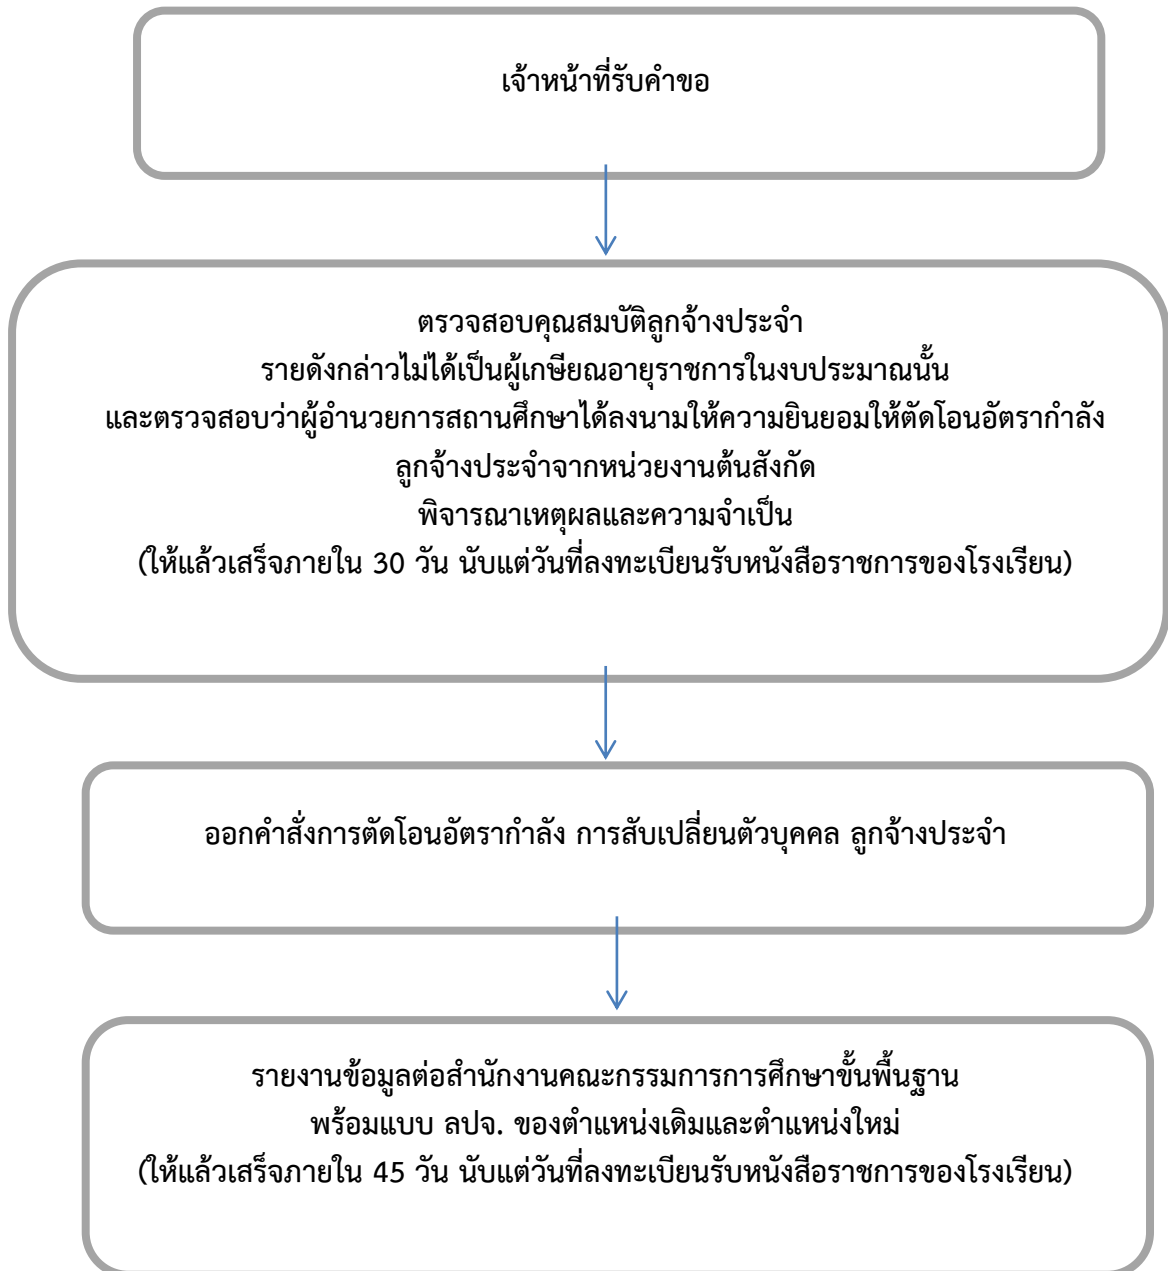 เจ้าหน้าที่รับคำขอ
ตรวจสอบคุณสมบัติลูกจ้างประจำ
รายดังกล่าวไม่ได้เป็นผู้เกษียณอายุราชการในงบประมาณนั้น
และตรวจสอบว่าผู้อำนวยการสถานศึกษาได้ลงนามให้ความยินยอมให้ตัดโอนอัตรากำลัง
ลูกจ้างประจำจากหน่วยงานต้นสังกัด
พิจารณาเหตุผลและความจำเป็น
(ให้แล้วเสร็จภายใน 30 วัน นับแต่วันที่ลงทะเบียนรับหนังสือราชการของโรงเรียน)
ออกคำสั่งการตัดโอนอัตรากำลัง การสับเปลี่ยนตัวบุคคล ลูกจ้างประจำ
รายงานข้อมูลต่อสำนักงานคณะกรรมการการศึกษาขั้นพื้นฐาน
พร้อมแบบ ลปจ. ของตำแหน่งเดิมและตำแหน่งใหม่
(ให้แล้วเสร็จภายใน 45 วัน นับแต่วันที่ลงทะเบียนรับหนังสือราชการของโรงเรียน)